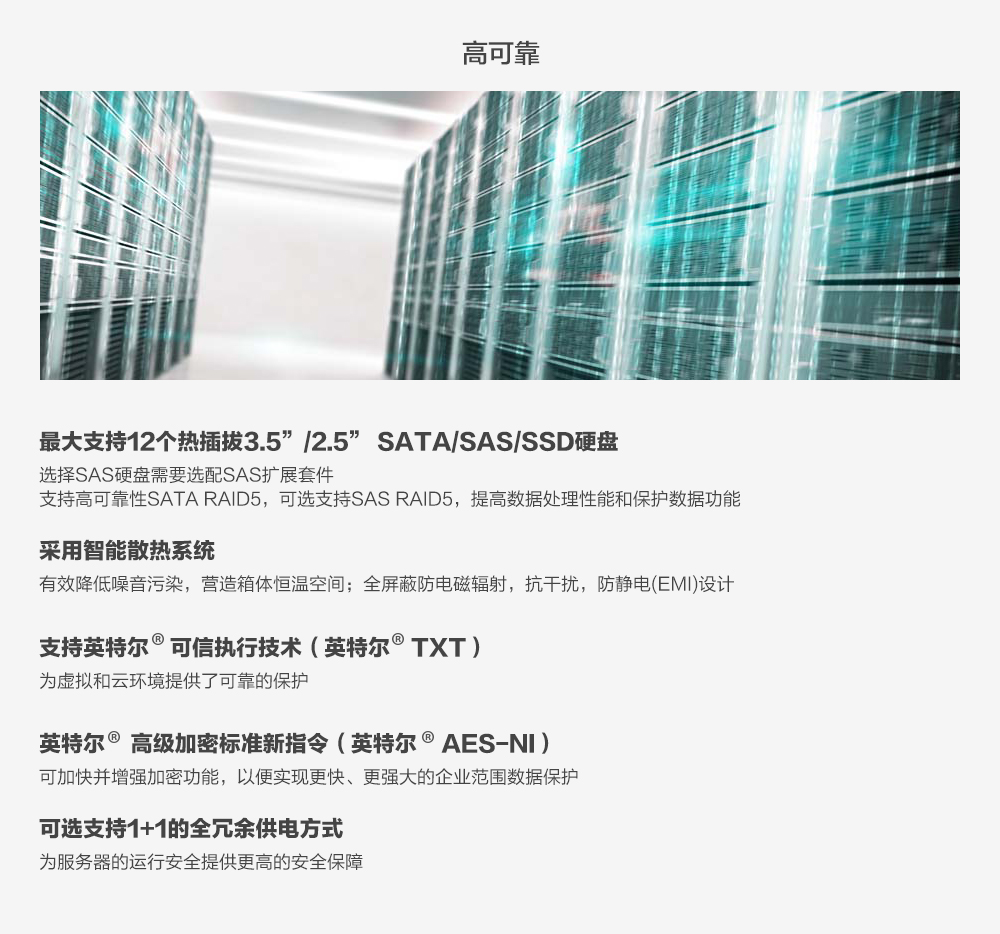 高可靠
最大支持12个热插拔3.5”/2.5” SATA/SAS/SSD硬盘
选择SAS硬盘需要选配SAS扩展套件
支持高可靠性SATA RAID5，可选支持SAS RAID5，提高数据处理性能和保护数据功能
采用智能散热系统
有效降低噪音污染，营造箱体恒温空间；全屏蔽防电磁辐射，抗干扰，防静电(EMI)设计
支持英特尔® 可信执行技术（英特尔® TXT）
为虚拟和云环境提供了可靠的保护
英特尔® 高级加密标准新指令（英特尔® AES-NI）
可加快并增强加密功能，以便实现更快、更强大的企业范围数据保护
可选支持1+1的全冗余供电方式
为服务器的运行安全提供更高的安全保障